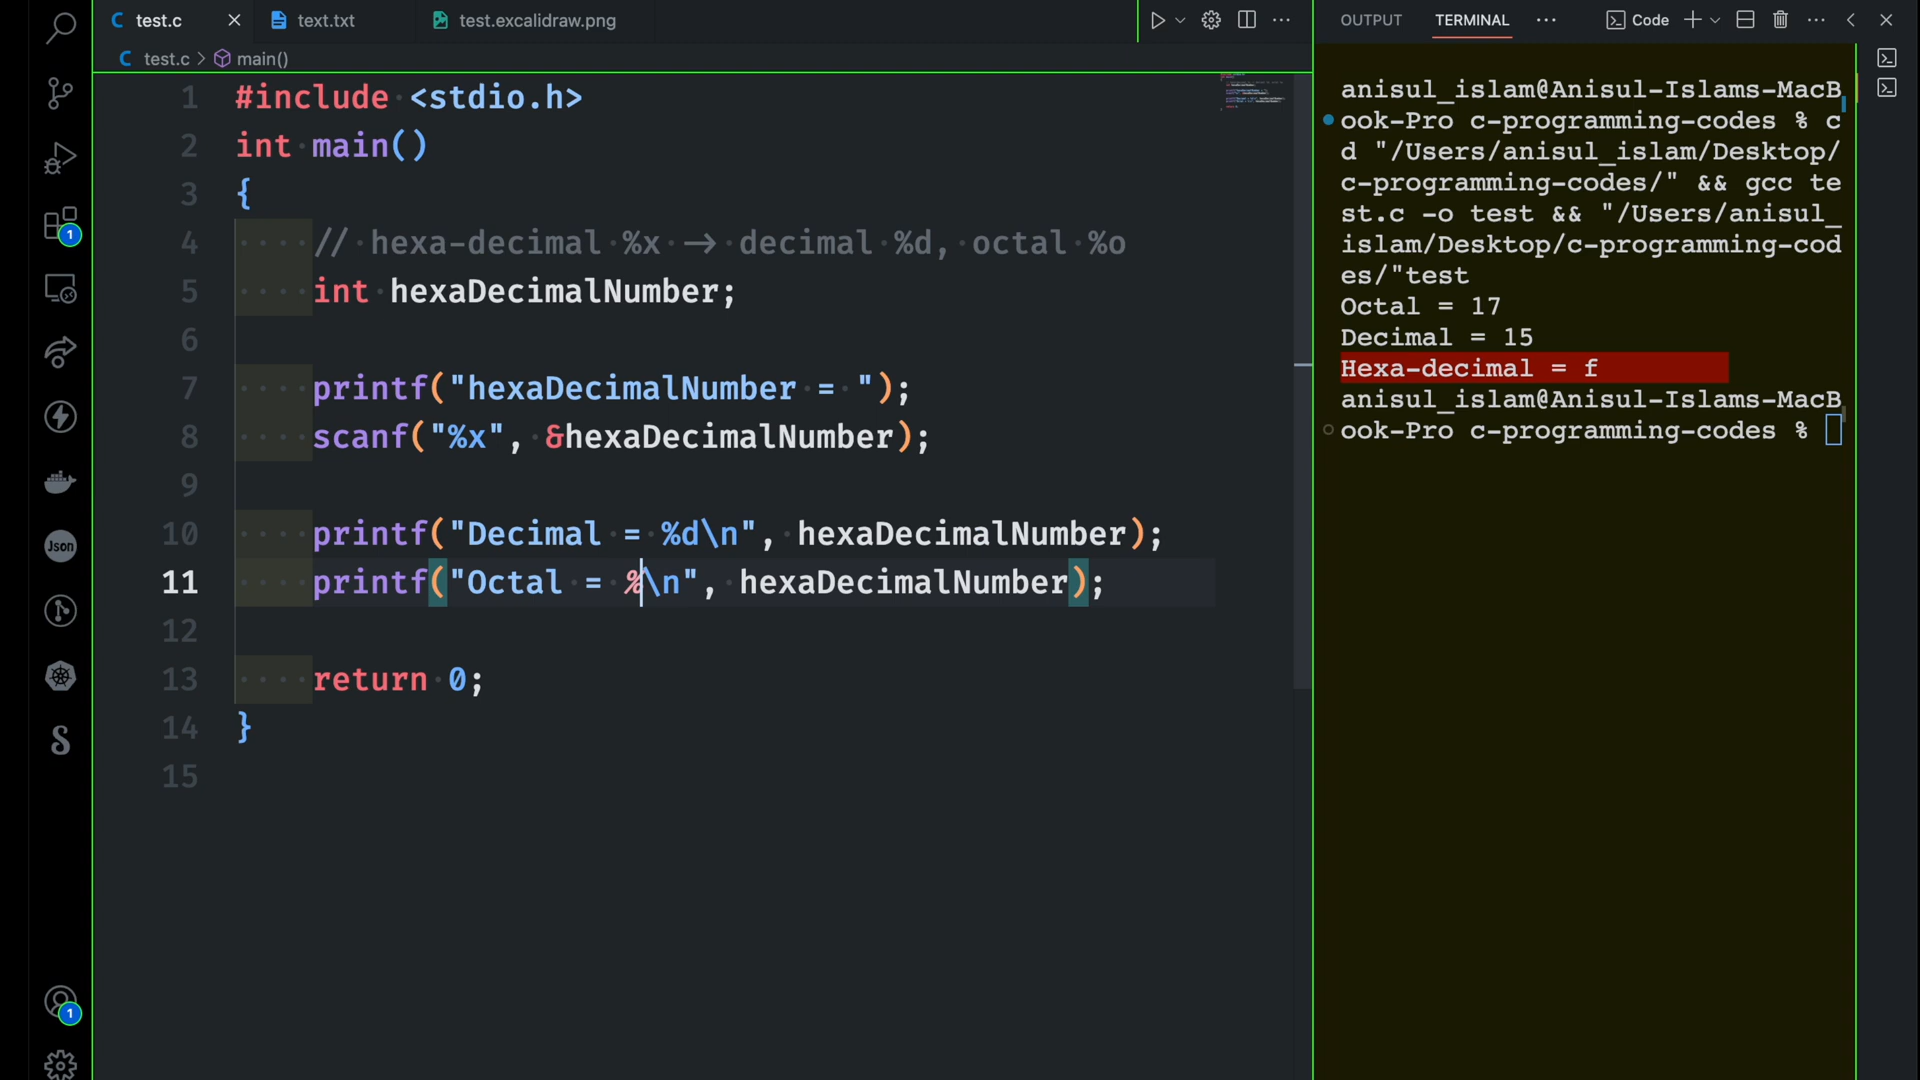 test.c
text.txt
test.excalidraw.png
OUTPUT
TERMINAL
Code
test.c > main()
1 #include <stdio.h>
2 int main()
3 {
4 // hexa-decimal %x -> decimal %d, octal %o
5 int hexaDecimalNumber;
6
7 printf("hexaDecimalNumber = ");
8 scanf("%x", &hexaDecimalNumber);
9
10 printf("Decimal = %d\n", hexaDecimalNumber);
11 printf("Octal = %\n", hexaDecimalNumber);
12
13 return 0;
14 }
15
1
Json
1
anisul_islam@Anisul-Islams-MacB
ook-Pro c-programming-codes % c
d "/Users/anisul_islam/Desktop/
c-programming-codes/" && gcc te
st.c -o test && "/Users/anisul_
islam/Desktop/c-programming-cod
es/"test
Octal = 17
Decimal = 15
Hexa-decimal = f
anisul_islam@Anisul-Islams-MacB
ook-Pro c-programming-codes %